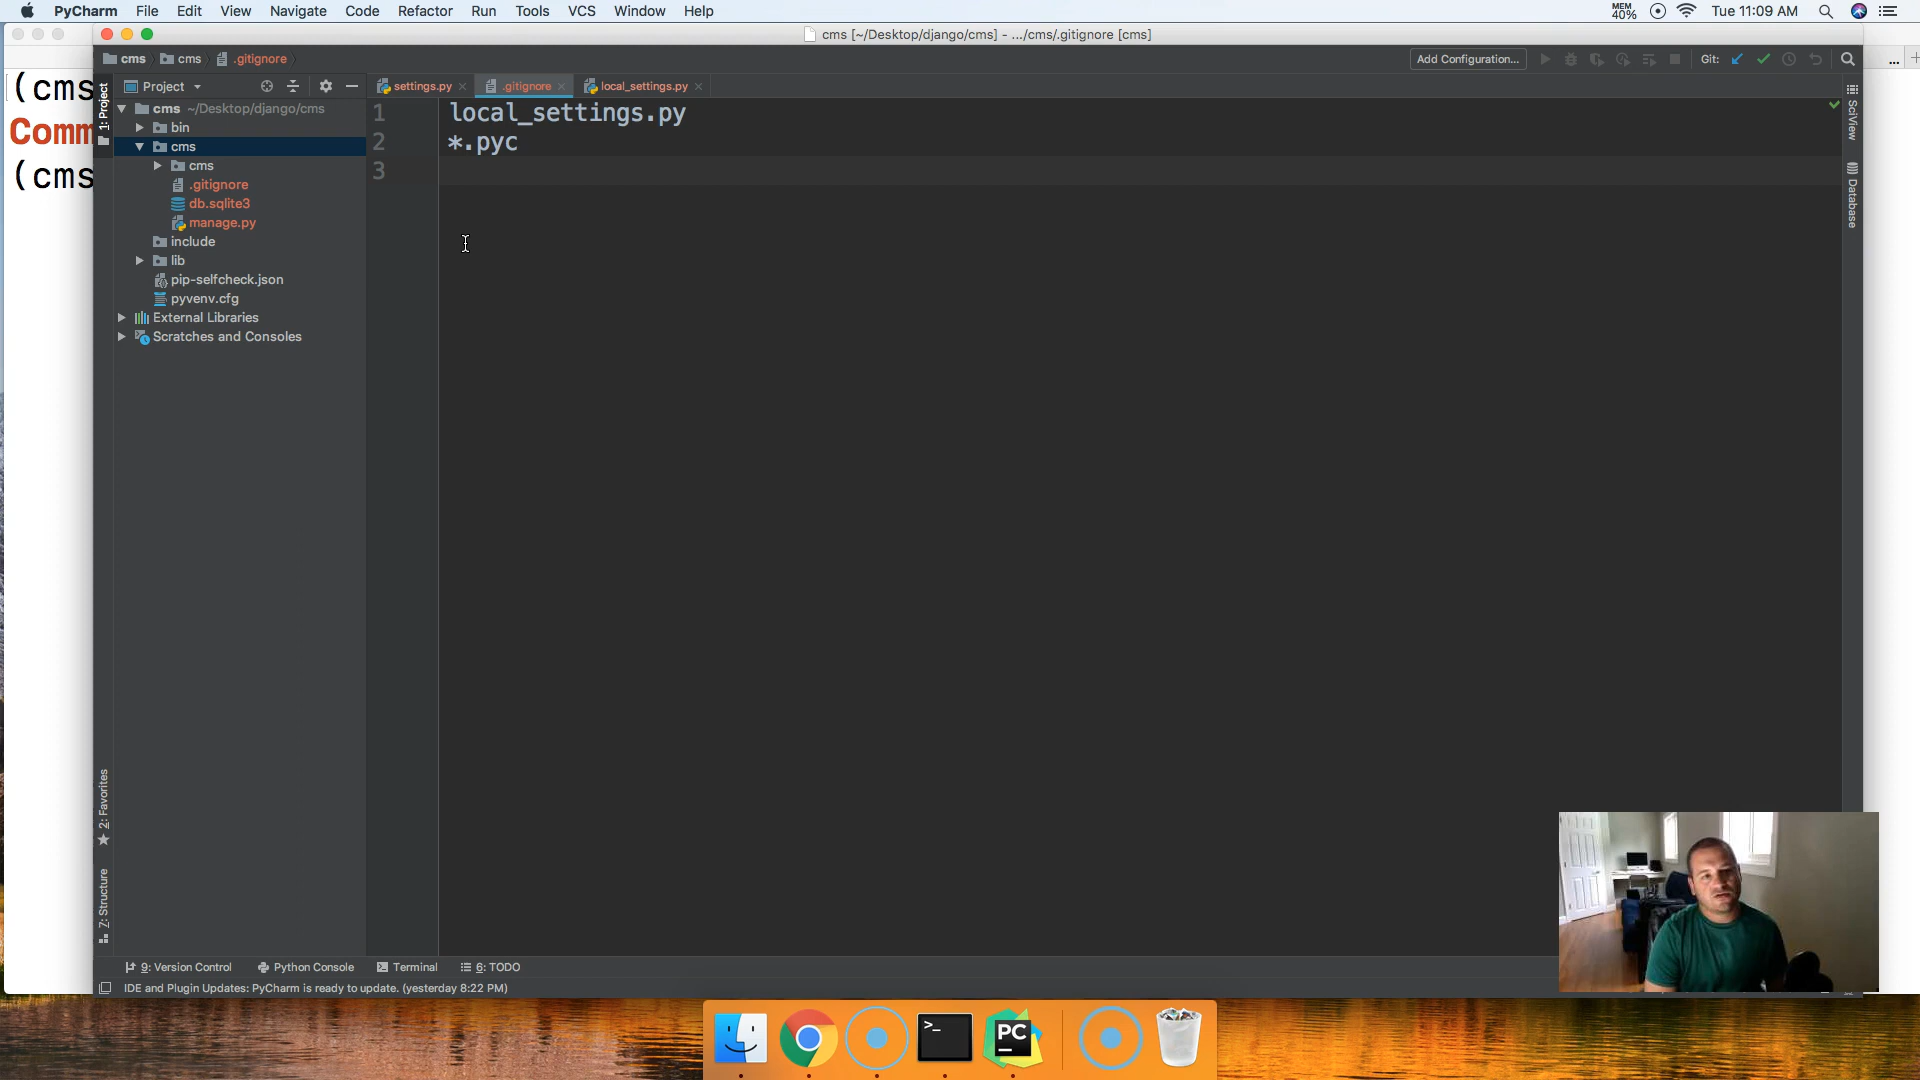 PyCharm File Edit View Navigate Code Refactor Run Tools VCS Window Help
MEM 40% Tue 11:09 AM
cms [~/Desktop/django/cms] - .../cms/.gitignore [cms]
cms cms .gitignore
Add Configuration... Git:
...
Project
settings.py .gitignore local_settings.py
(cms
Comm
(cms
1: Project
2: Favorites
7: Structure
cms ~/Desktop/django/cms
bin
cms
cms
.gitignore
db.sqlite3
manage.py
include
lib
pip-selfcheck.json
pyvenv.cfg
External Libraries
Scratches and Consoles
1 local_settings.py
2 *.pyc
3
SciView
Database
9: Version Control Python Console Terminal 6: TODO
IDE and Plugin Updates: PyCharm is ready to update. (yesterday 8:22 PM)
>_
PC